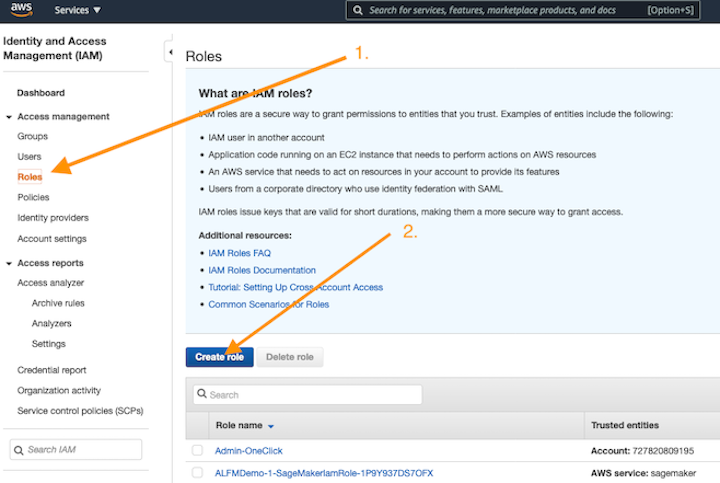 aws
Services ▼
Search for services, features, marketplace products, and docs [Option+S]
Identity and Access
Management (IAM)
Dashboard
Access management
Groups
Users
Roles
Policies
Identity providers
Account settings
Access reports
Access analyzer
Archive rules
Analyzers
Settings
Credential report
Organization activity
Service control policies (SCPs)
Search IAM
1.
Roles
What are IAM roles?
IAM roles are a secure way to grant permissions to entities that you trust. Examples of entities include the following:
• IAM user in another account
• Application code running on an EC2 instance that needs to perform actions on AWS resources
• An AWS service that needs to act on resources in your account to provide its features
• Users from a corporate directory who use identity federation with SAML
IAM roles issue keys that are valid for short durations, making them a more secure way to grant access.
2.
Additional resources:
• IAM Roles FAQ
• IAM Roles Documentation
• Tutorial: Setting Up Cross Account Access
• Common Scenarios for Roles
Create role Delete role
Search
Role name Trusted entities
Admin-OneClick Account: 727820809195
ALFMDemo-1-SageMakerIamRole-1P9Y937DS7OFX AWS service: sagemaker